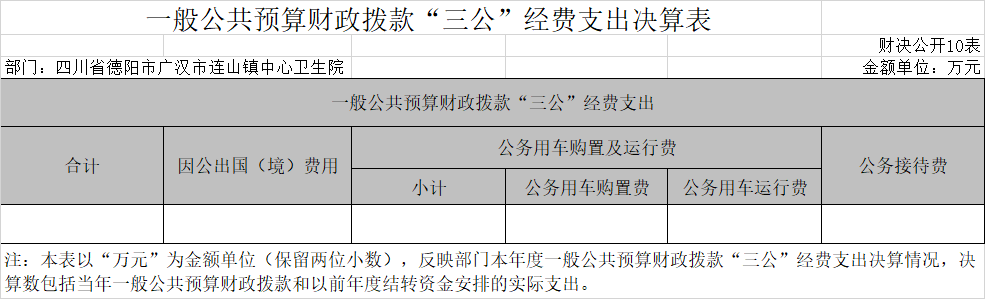 一般公共预算财政拨款“三公”经费支出决算表
财决公开10表
部门：四川省德阳市广汉市连山镇中心卫生院
金额单位：万元
一般公共预算财政拨款“三公”经费支出
合计
因公出国（境）费用
公务用车购置及运行费
公务接待费
小计
公务用车购置费
公务用车运行费
注：本表以“万元”为金额单位（保留两位小数），反映部门本年度一般公共预算财政拨款“三公”经费支出决算情况，决
算数包括当年一般公共预算财政拨款和以前年度结转资金安排的实际支出。